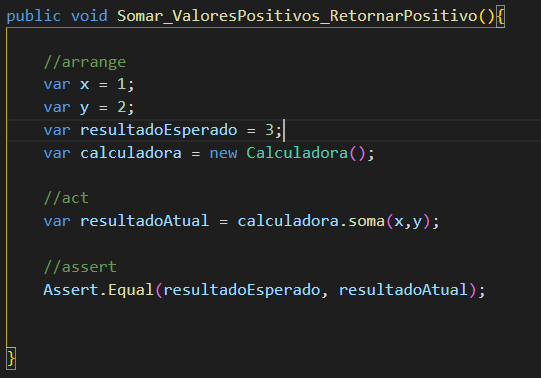 public void Somar_ValoresPositivos_RetornarPositivo(){
//arrange
var x = 1;
var y = 2;
var resultadoEsperado = 3;
var calculadora = new Calculadora();
//act
var resultadoAtual = calculadora.soma(x,y);
//assert
Assert.Equal(resultadoEsperado, resultadoAtual);
}